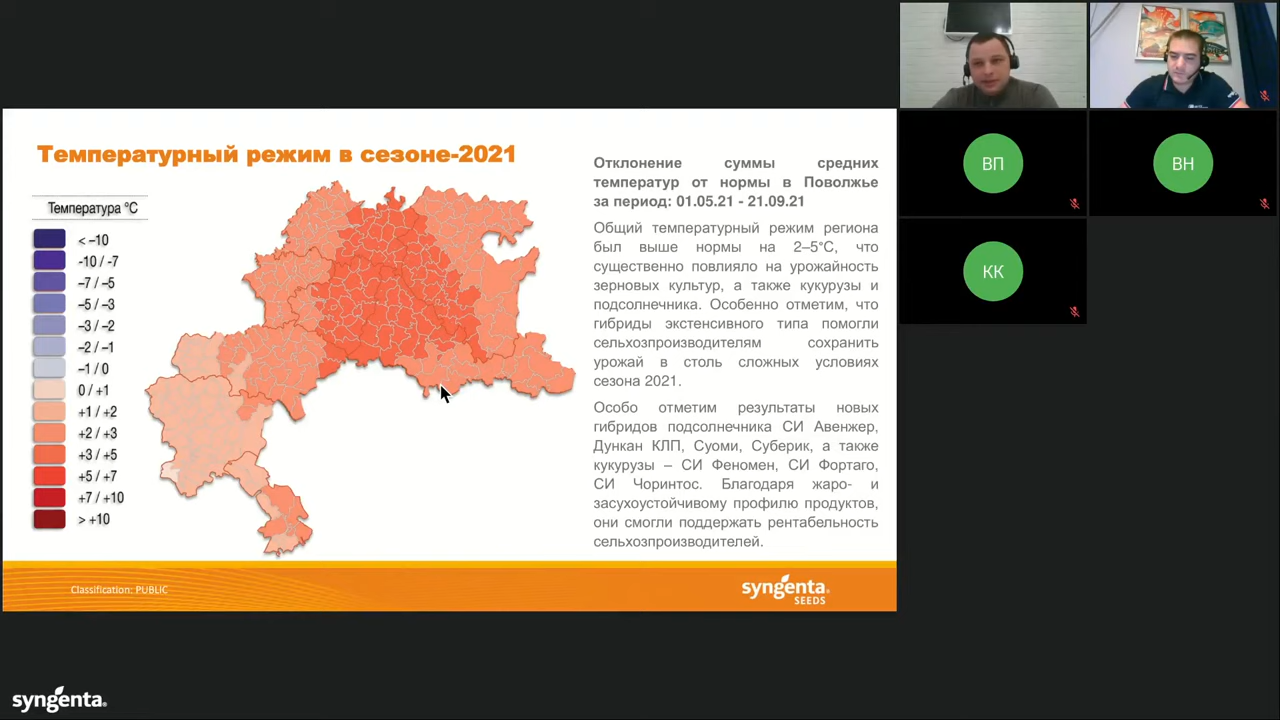 Температурный режим в сезоне-2021
Температура °C
< –10
-10 / -7
–7 / –5
–5 / –3
–3 / –2
–2 / –1
–1 / 0
0 / +1
+1 / +2
+2 / +3
+3 / +5
+5 / +7
+7 / +10
> +10
Отклонение суммы средних
температур от нормы в Поволжье
за период: 01.05.21 - 21.09.21
Общий температурный режим региона
был выше нормы на 2–5°С, что
существенно повлияло на урожайность
зерновых культур, а также кукурузы и
подсолнечника. Особенно отметим, что
гибриды экстенсивного типа помогли
сельхозпроизводителям сохранить
урожай в столь сложных условиях
сезона 2021.
Особо отметим результаты новых
гибридов подсолнечника СИ Авенжер,
Дункан КЛП, Суоми, Суберик, а также
кукурузы – СИ Феномен, СИ Фортаго,
СИ Чоринтос. Благодаря жаро- и
засухоустойчивому профилю продуктов,
они смогли поддержать рентабельность
сельхозпроизводителей.
Classification: PUBLIC
syngenta
SEEDS
ВП
ВН
КК
syngenta